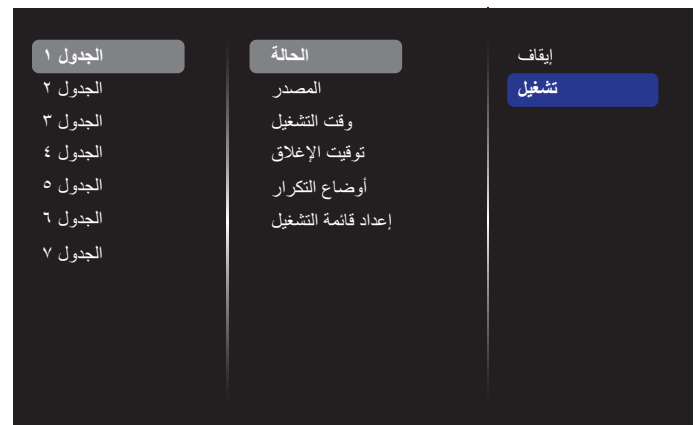 الجدول ١
الجدول ٢
الجدول ٣
الجدول ٤
الجدول ٥
الجدول ٦
الجدول ٧
الحالة
المصدر
وقت التشغيل
توقيت الإغلاق
أوضاع التكرار
إعداد قائمة التشغيل
إيقاف
تشغيل